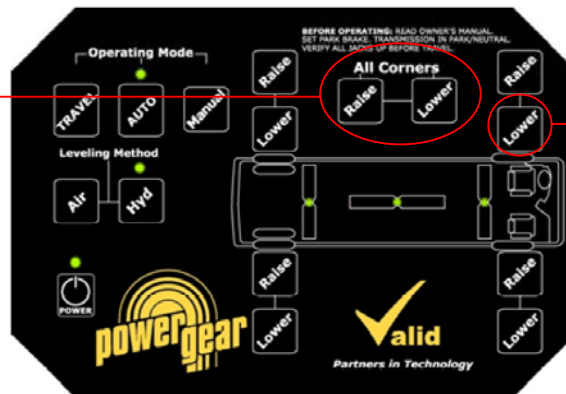 BEFORE OPERATING: READ OWNER'S MANUAL.
SET PARK BRAKE. TRANSMISSION IN PARK/NEUTRAL.
VERIFY ALL JACKS UP BEFORE TRAVEL.
Operating Mode
TRAVEL AUTO Manual
Raise
Lower
All Corners
Raise Lower
Raise
Lower
Leveling Method
Air Hyd
POWER
powergear
Raise
Lower
Valid
Partners in Technology
Raise
Lower